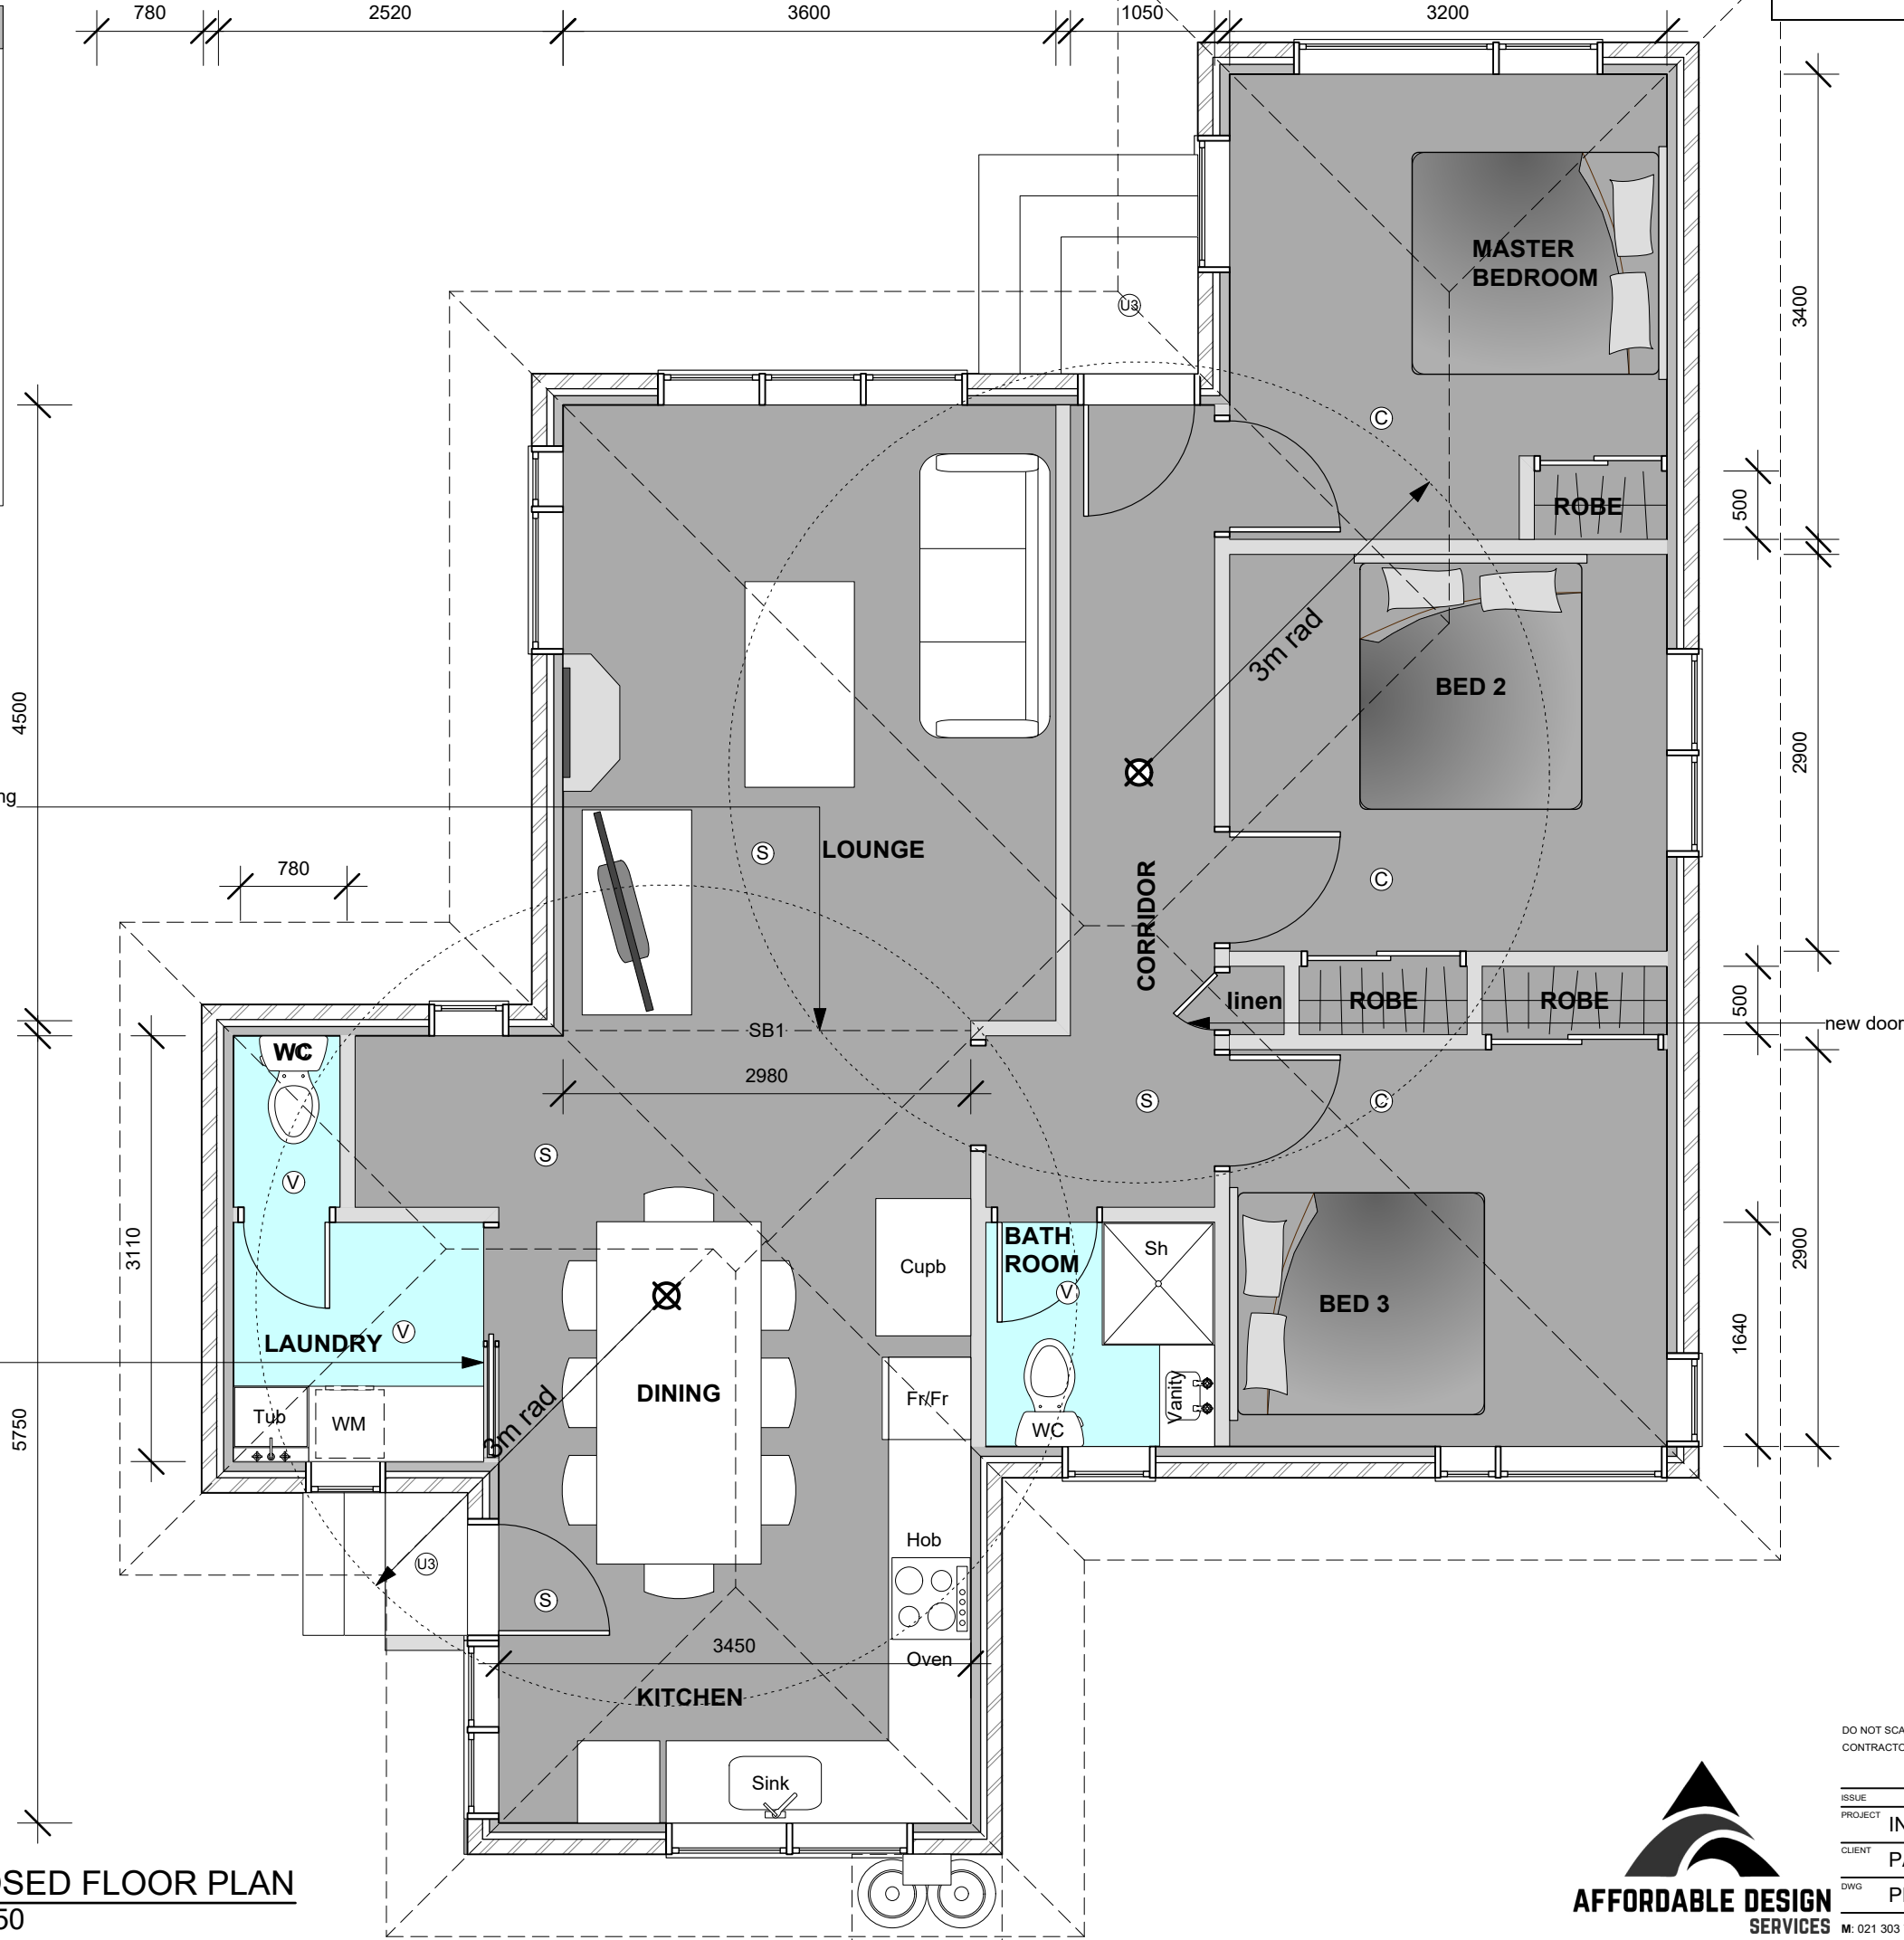 780
2520
3600
1050
3200
MASTER
BEDROOM
3400
U3
C
ROBE
500
3m rad
BED 2
2900
4500
ng
S
LOUNGE
780
CORRIDOR
C
linen
ROBE
ROBE
500
new door
SB1
WC
2980
S
C
S
V
3110
Cupb
BATH
ROOM
Sh
V
BED 3
2900
1640
LAUNDRY
V
DINING
Fr/Fr
Vanity
Tub
WM
3m rad
WC
5750
Hob
U3
S
3450
Oven
KITCHEN
Sink
OSED FLOOR PLAN
50
AFFORDABLE DESIGN
SERVICES
DO NOT SCA
CONTRACTO
ISSUE
PROJECT IN
CLIENT PA
DWG
M: 021 303